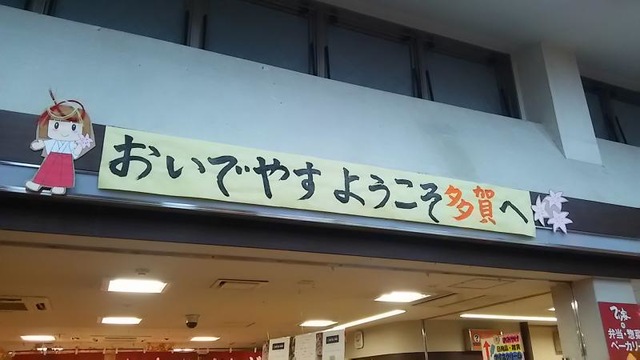 おいでやす ようこそ多賀へ
弁当・惣菜
ベーカリー